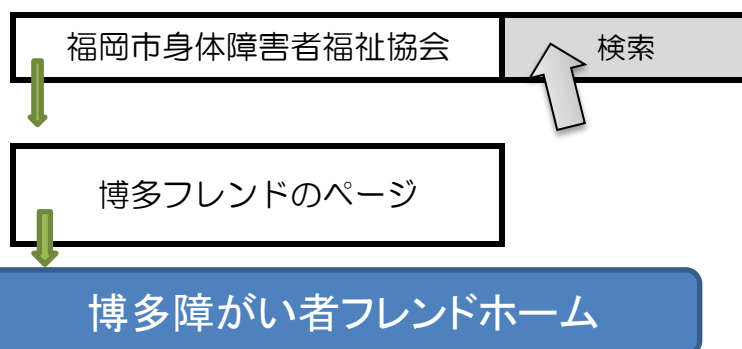 福岡市身体障害者福祉協会 検索
博多フレンドのページ
博多障がい者フレンドホーム